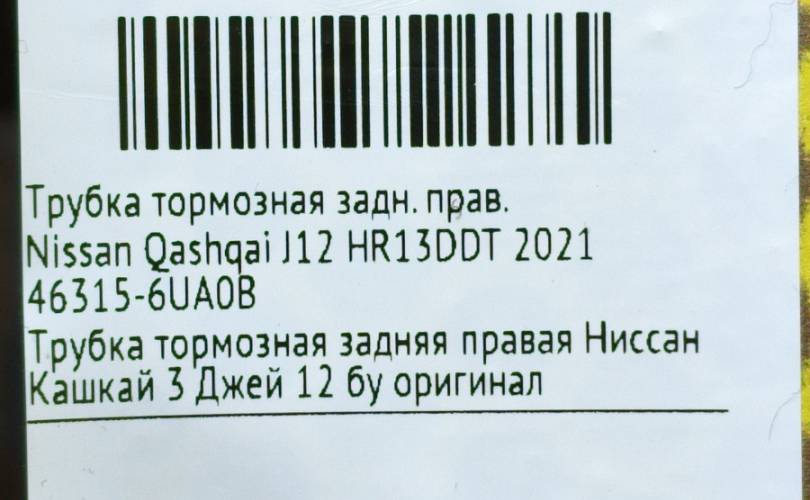 Трубка тормозная задн. прав.
Nissan Qashqai J12 HR13DDT 2021
46315-6UA0B
Трубка тормозная задняя правая Ниссан
Кашкай 3 Джей 12 бу оригинал